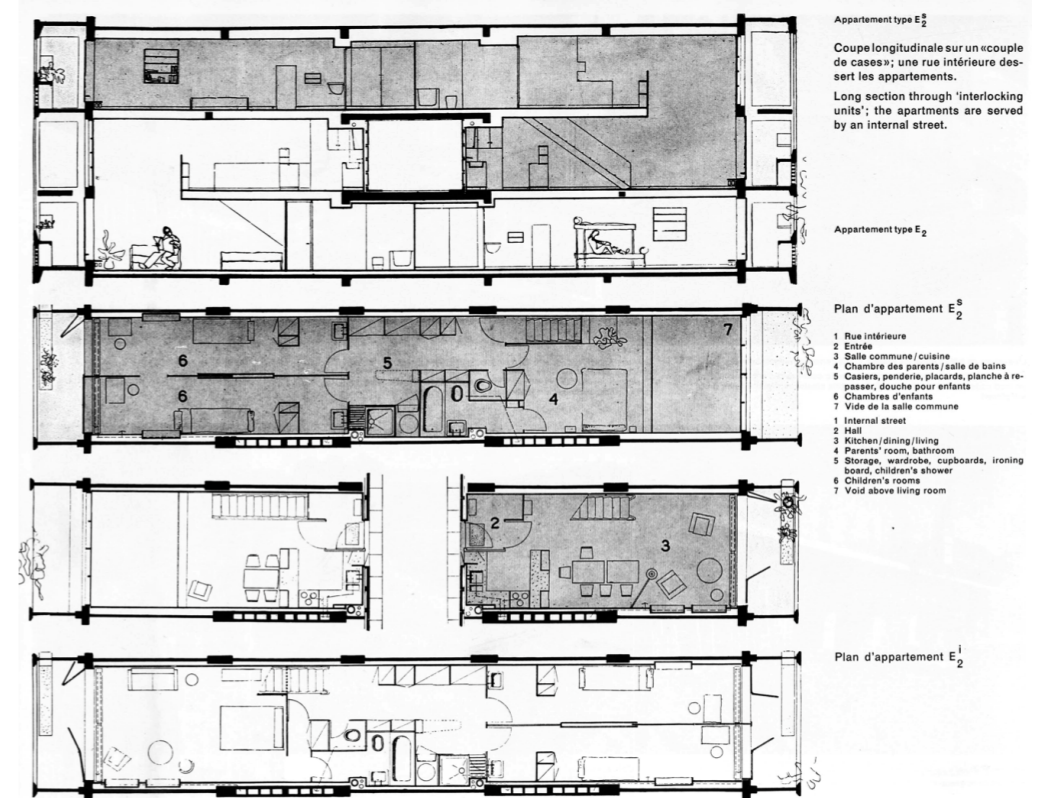 Appartement type E₂ˢ
Coupe longitudinale sur un «couple
de cases»; une rue intérieure des-
sert les appartements.
Long section through 'interlocking
units'; the apartments are served
by an internal street.
Appartement type E₂
Plan d'appartement E₂ˢ
1 Rue intérieure
2 Entrée
3 Salle commune/cuisine
4 Chambre des parents/salle de bains
5 Casiers, penderie, placards, planche à re-
passer, douche pour enfants
6 Chambres d'enfants
7 Vide de la salle commune
1 Internal street
2 Hall
3 Kitchen/dining/living
4 Parents' room, bathroom
5 Storage, wardrobe, cupboards, ironing
board, children's shower
6 Children's rooms
7 Void above living room
7
6
5
6
4
2
3
Plan d'appartement E₂ⁱ